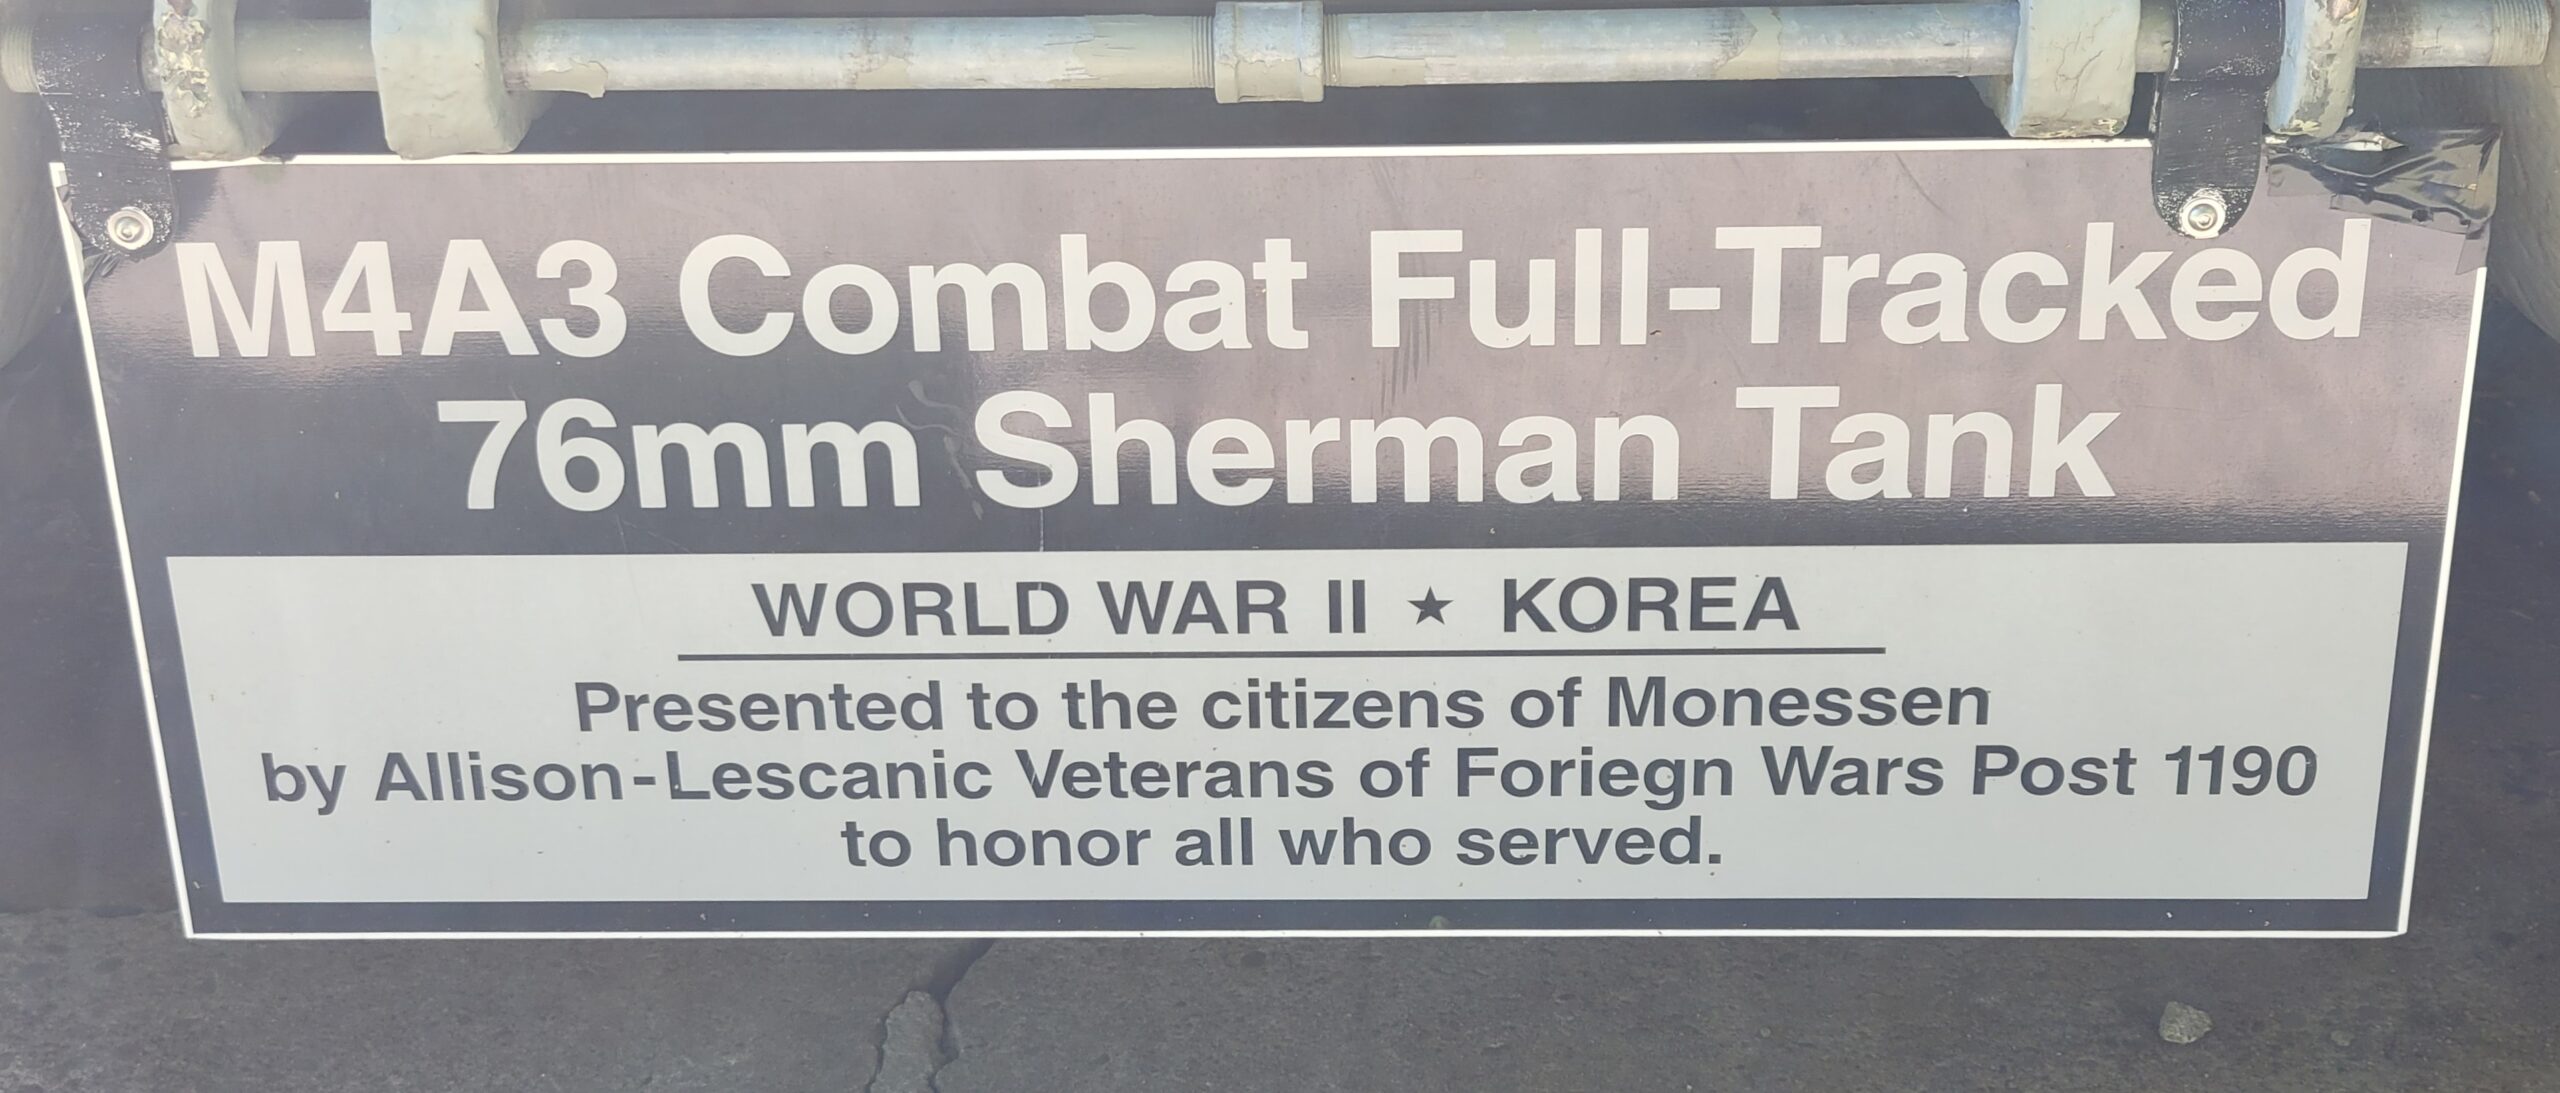 M4A3 Combat Full-Tracked
76mm Sherman Tank
WORLD WAR II ★ KOREA
Presented to the citizens of Monessen
by Allison-Lescanic Veterans of Foriegn Wars Post 1190
to honor all who served.